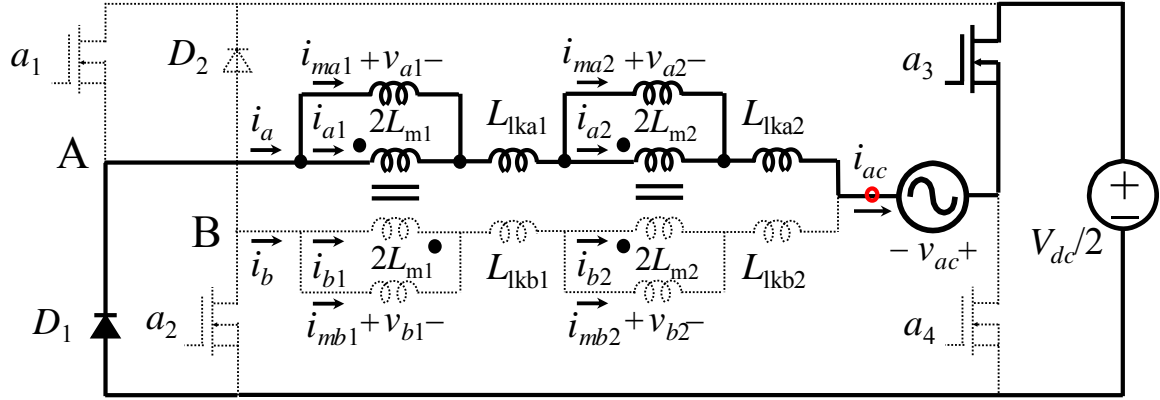 a1
D2
ima1 + va1 −
ima2 + va2 −
a3
ia
ia1
2Lm1
Llka1
ia2
2Lm2
Llka2
A
iac
+
−
B
− vac +
Vdc/2
ib
ib1
2Lm1
Llkb1
ib2
2Lm2
Llkb2
D1
a2
imb1 + vb1 −
imb2 + vb2 −
a4